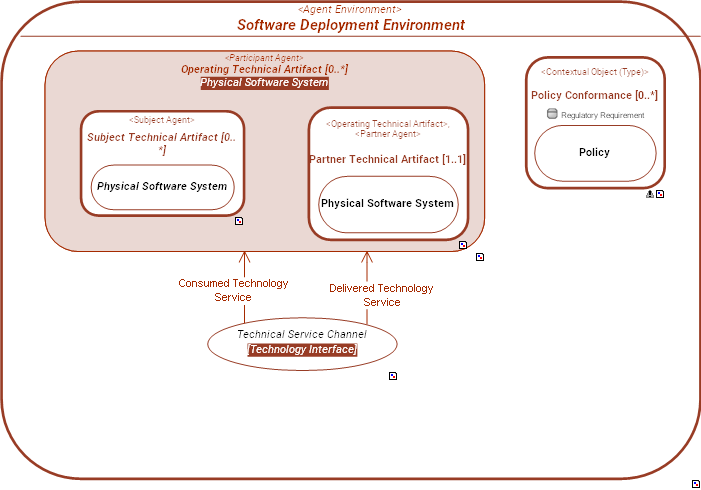 <Agent Environment>
Software Deployment Environment
<Participant Agent>
Operating Technical Artifact [0..*]
Physical Software System
<Subject Agent>
Subject Technical Artifact [0..
*]
Physical Software System
<Operating Technical Artifact>,
<Partner Agent>
Partner Technical Artifact [1..1]
Physical Software System
<Contextual Object (Type)>
Policy Conformance [0..*]
Regulatory Requirement
Policy
Consumed Technology
Service
Delivered Technology
Service
Technical Service Channel
[Technology Interface]